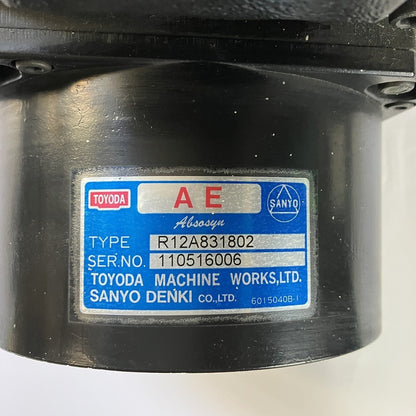 TOYODA AE SANYO
Absosyn
TYPE R12A831802
SER.NO. 110516006
TOYODA MACHINE WORKS,LTD.
SANYO DENKI CO.,LTD. 6015040B-1